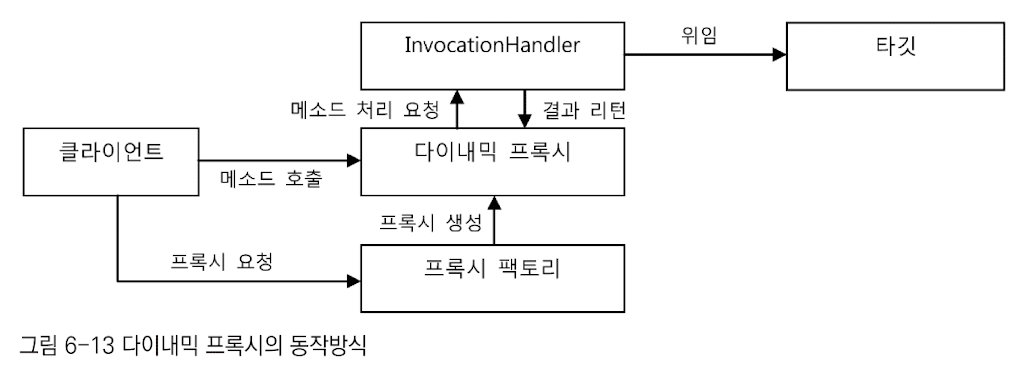 InvocationHandler
위임
타깃
메소드 처리 요청
결과 리턴
클라이언트
메소드 호출
다이내믹 프록시
프록시 생성
프록시 요청
프록시 팩토리
그림 6-13 다이내믹 프록시의 동작방식